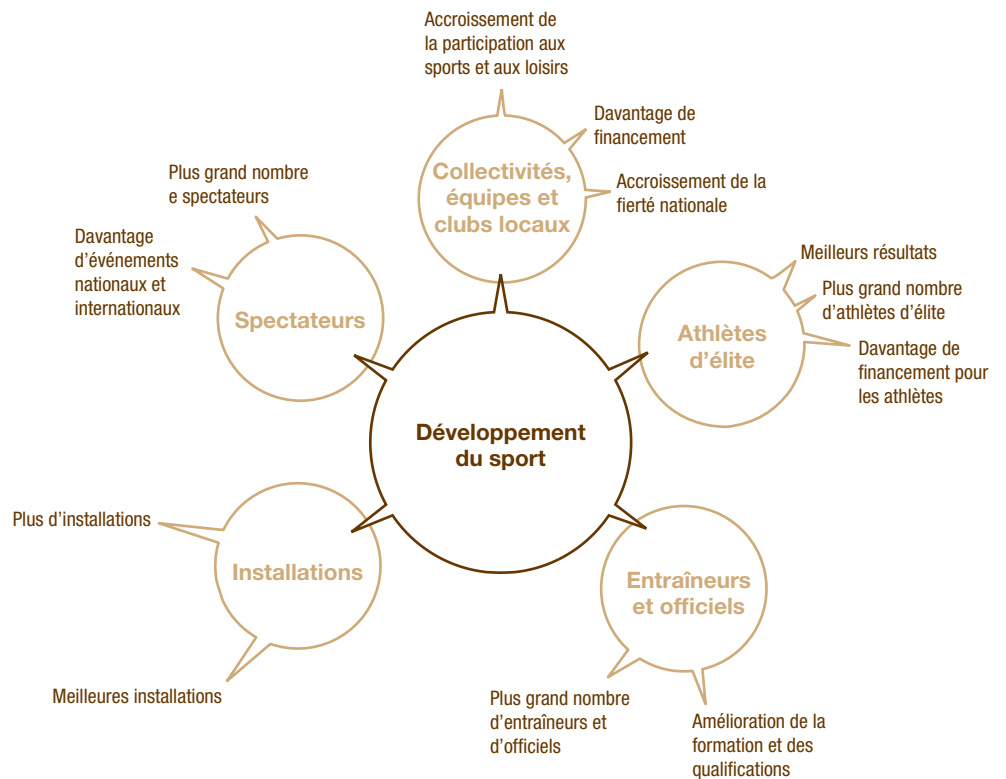 Accroissement de
la participation aux
sports et aux loisirs
Davantage de
financement
Collectivités,
équipes et
clubs locaux
Accroissement de la
fierté nationale
Plus grand nombre
e spectateurs
Davantage
d'événements
nationaux et
internationaux
Spectateurs
Meilleurs résultats
Plus grand nombre
d'athlètes d'élite
Athlètes
d'élite
Davantage de
financement pour
les athlètes
Développement
du sport
Plus d'installations
Installations
Meilleures installations
Entraîneurs
et officiels
Plus grand nombre
d'entraîneurs et
d'officiels
Amélioration de la
formation et des
qualifications